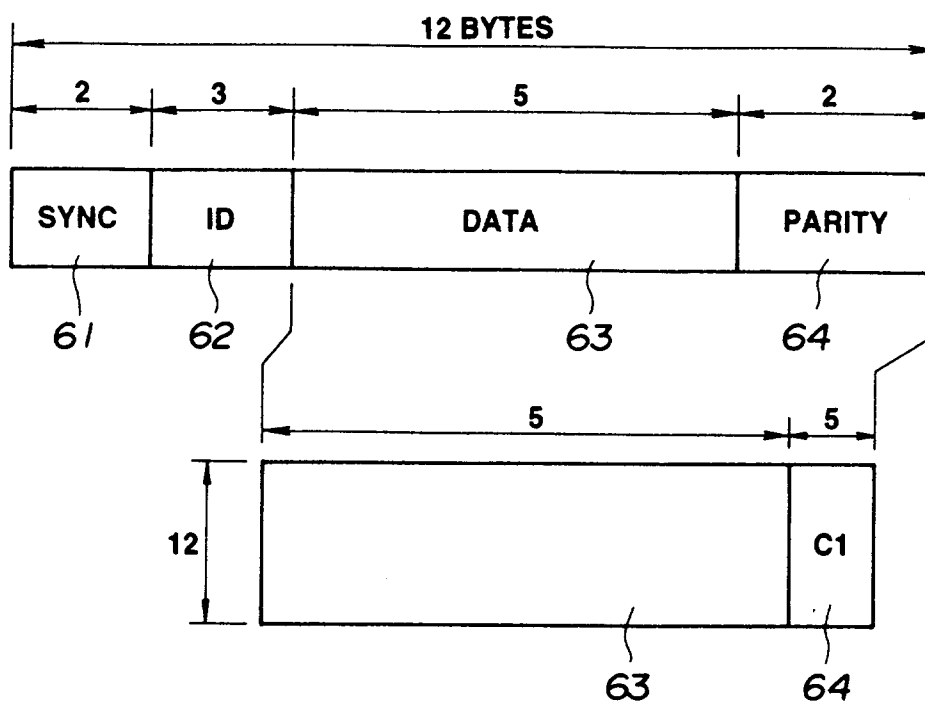 12 BYTES
2 3 5 2
SYNC ID DATA PARITY
61 62 63 64
5 5
12 C1
63 64